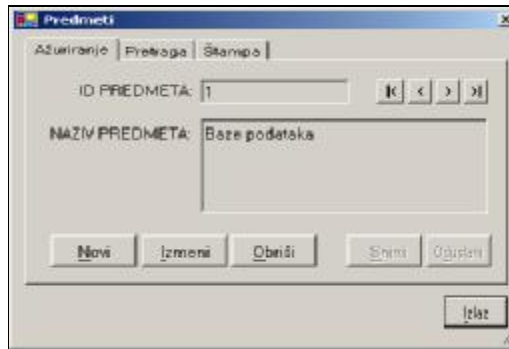 Predmeti
Ažuriranje Pretraga Štampa
ID PREDMETA: 1
NAZIV PREDMETA: Baze podataka
Novi Izmeni Obriši Snimi Odustani
Izlaz